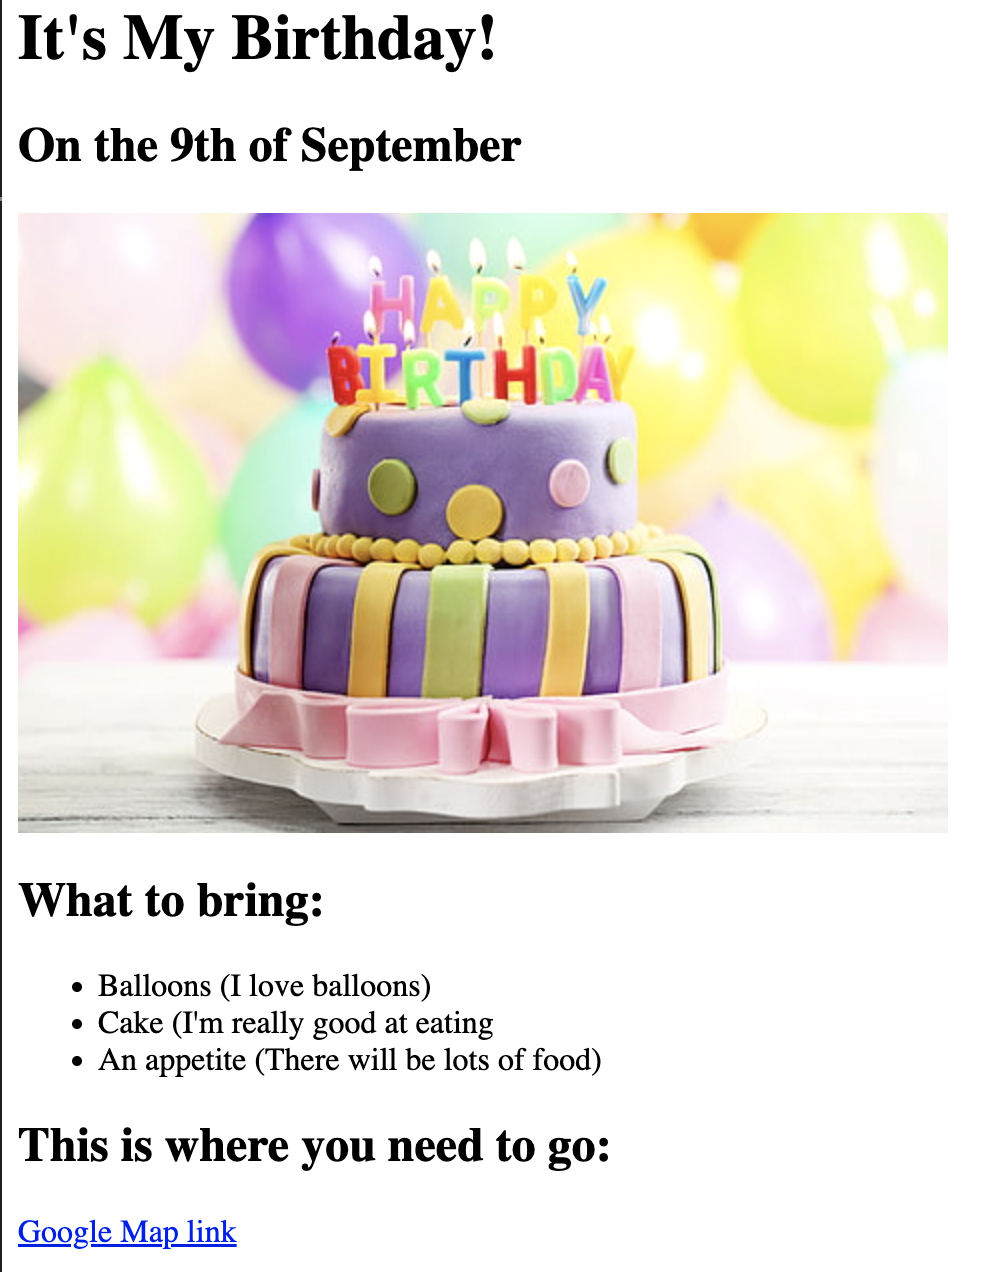 It's My Birthday!
On the 9th of September
HAPPY
BIRTHDAY
What to bring:
Balloons (I love balloons)
Cake (I'm really good at eating
An appetite (There will be lots of food)
This is where you need to go:
Google Map link